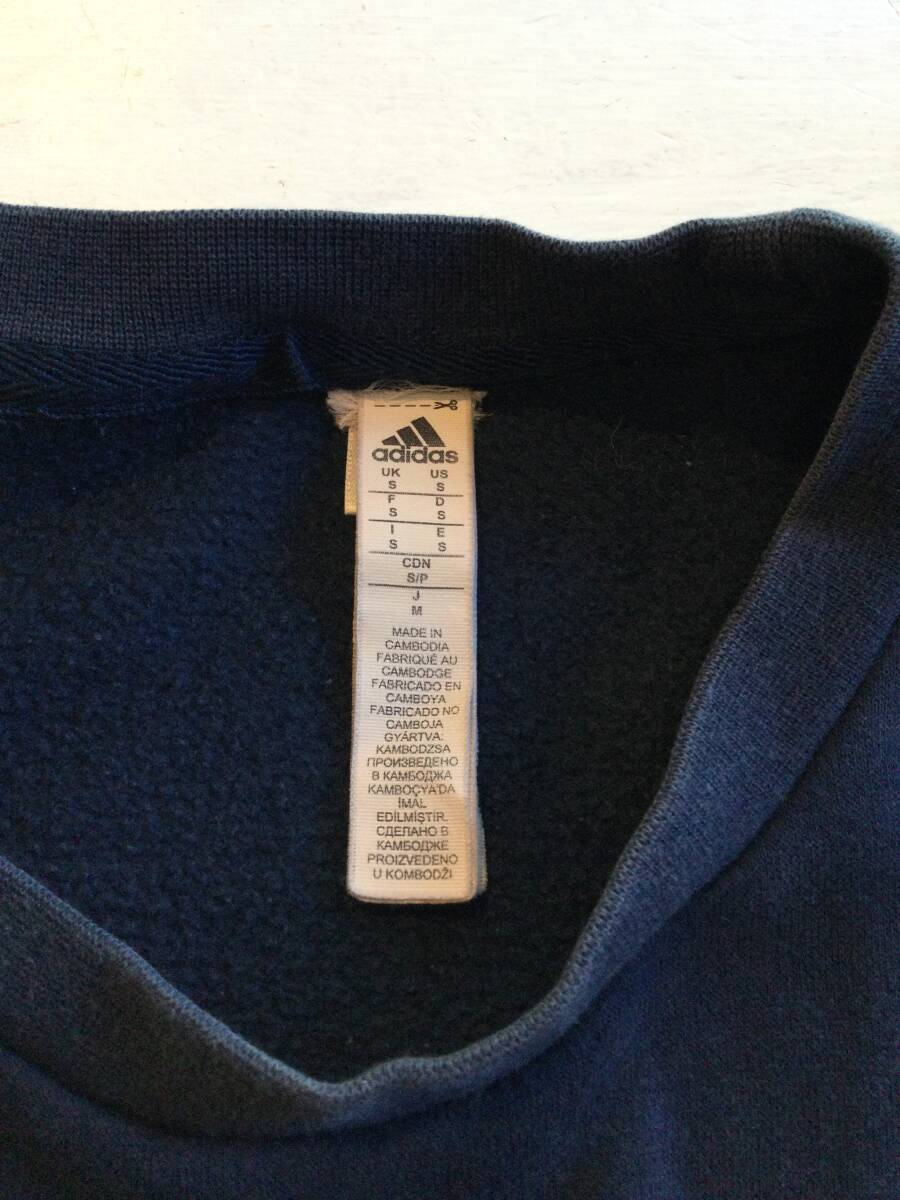 adidas
UK US
S S
F D
S S
I E
S S
CDN
S/P
J
M
MADE IN
CAMBODIA
FABRIQUÉ AU
CAMBODGE
FABRICADO EN
CAMBOYA
FABRICADO NO
CAMBOJA
GYÁRTVA:
KAMBODZSA
ПРОИЗВЕДЕНО
В КАМБОДЖА
KAMBOÇYA'DA
İMAL
EDİLMİŞTİR.
СДЕЛАНО В
КАМБОДЖЕ
PROIZVEDENO
U KOMBODŽI